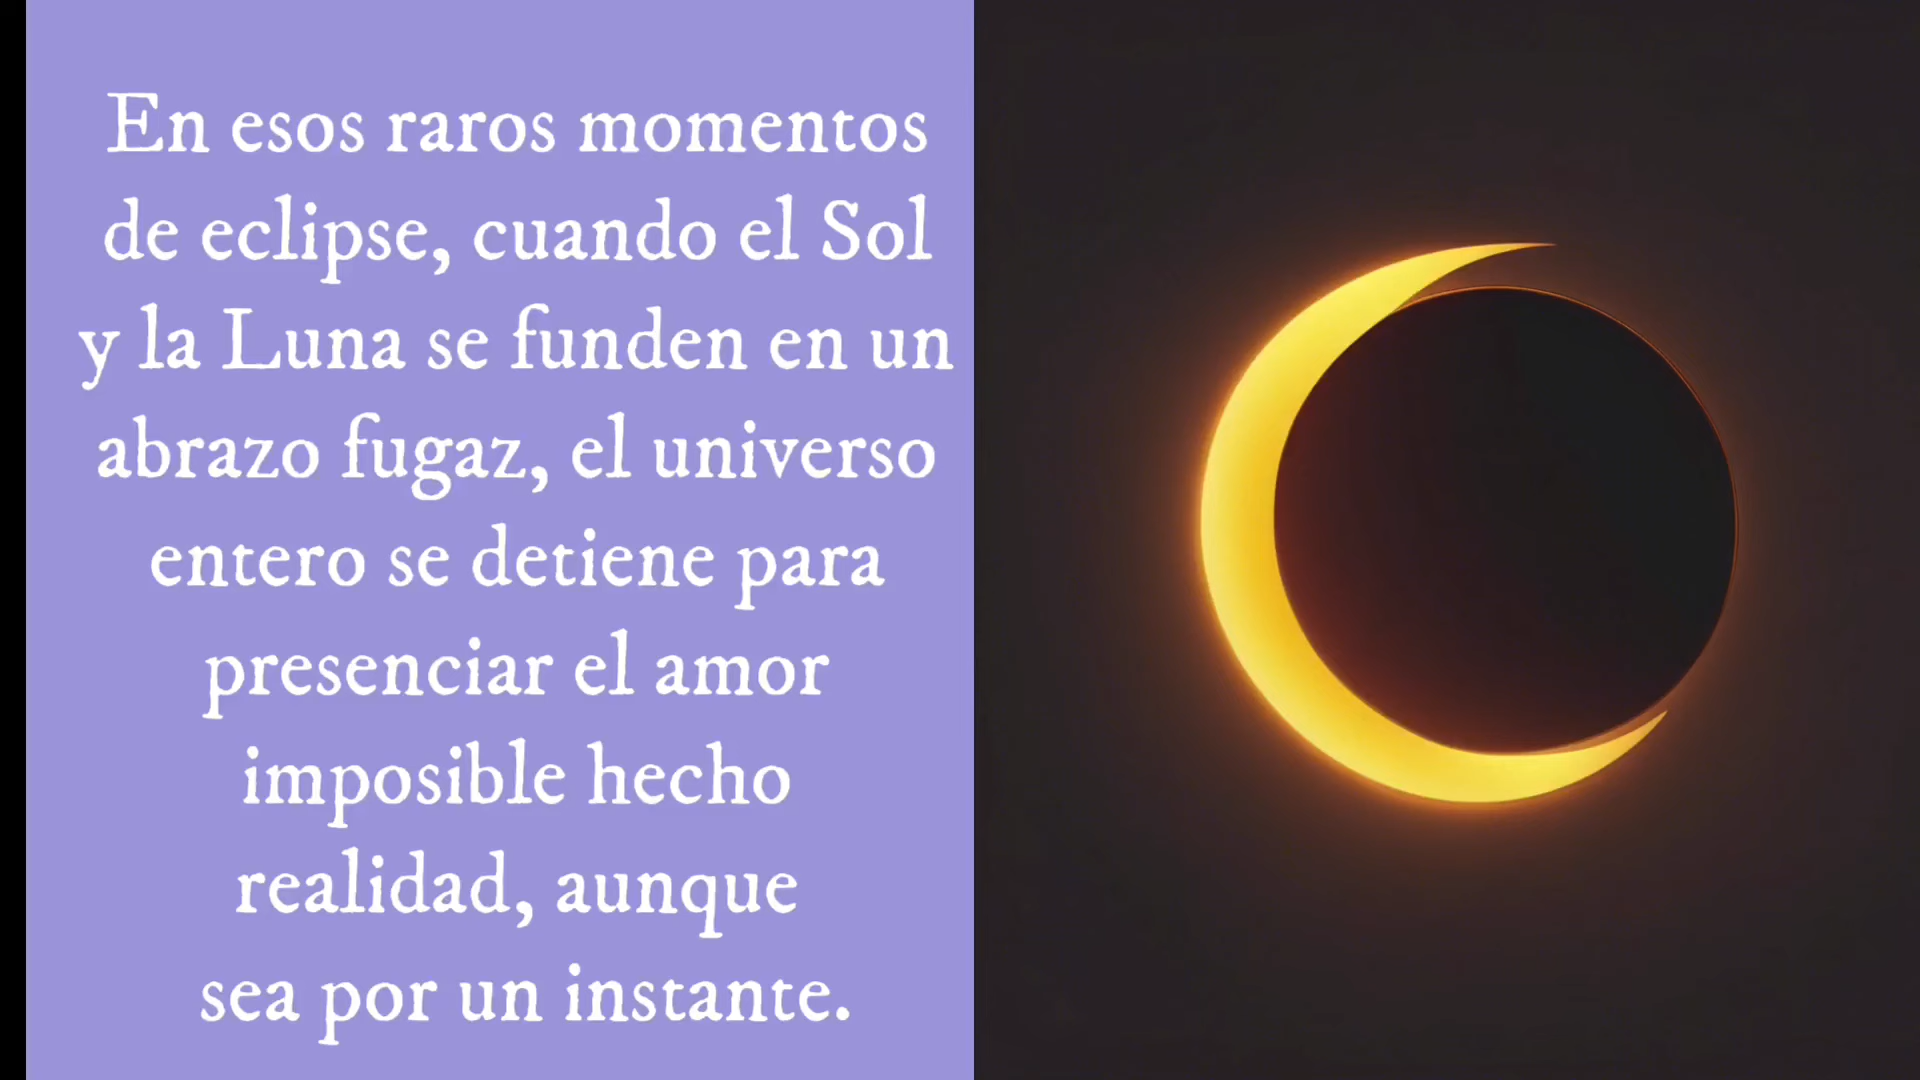 En esos raros momentos
de eclipse, cuando el Sol
y la Luna se funden en un
abrazo fugaz, el universo
entero se detiene para
presenciar el amor
imposible hecho
realidad, aunque
sea por un instante.